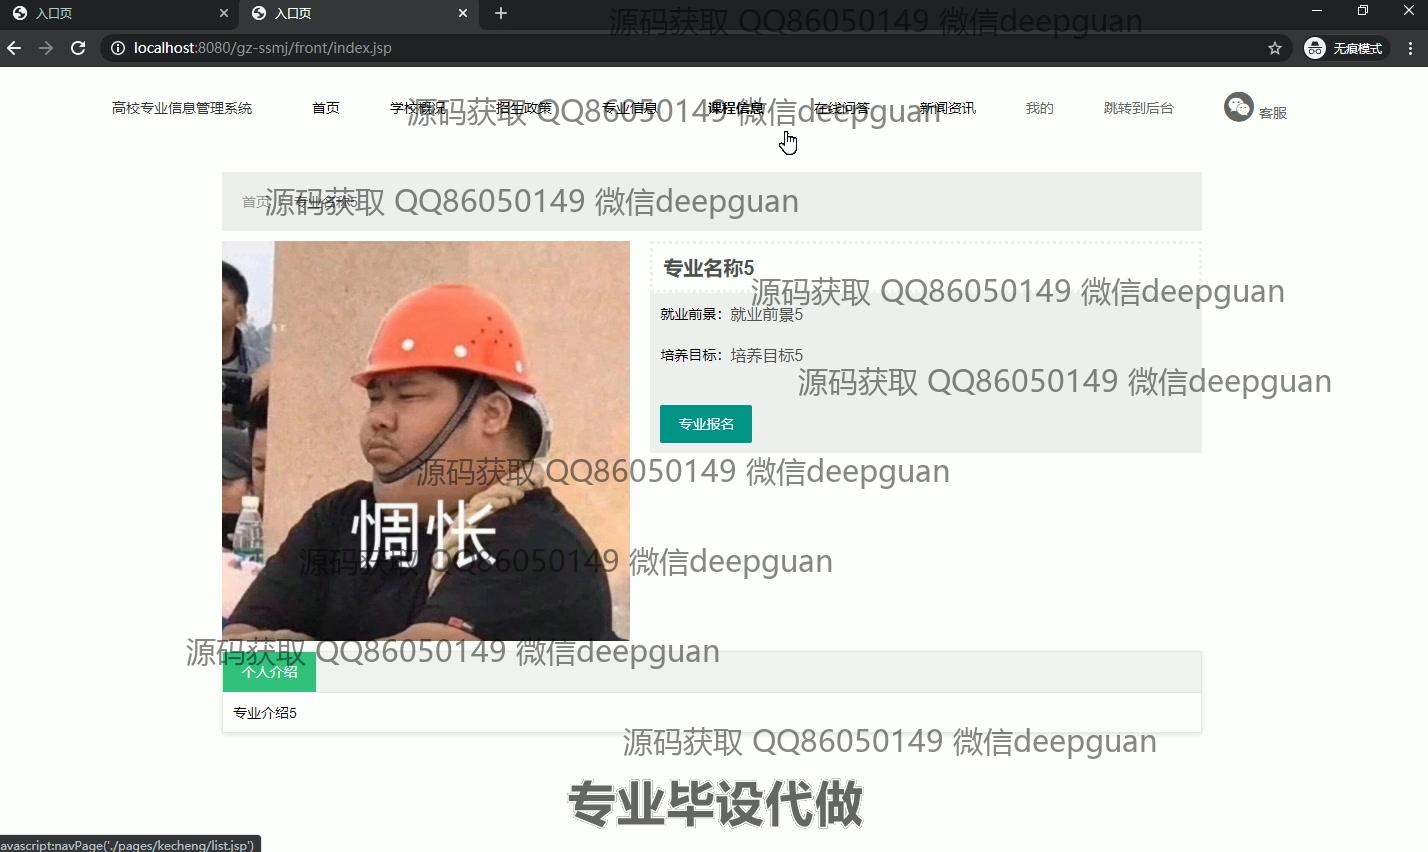 入口页
入口页
源码获取 QQ86050149 微信deepguan
localhost:8080/gz-ssmj/front/index.jsp
无痕模式
高校专业信息管理系统 首页 学校概况 招生政策 专业信息 课程信息 在线问答 新闻资讯 我的 跳转到后台 客服
源码获取 QQ86050149 微信deepguan
首页 专业名称5
源码获取 QQ86050149 微信deepguan
专业名称5
源码获取 QQ86050149 微信deepguan
就业前景：就业前景5
培养目标：培养目标5
源码获取 QQ86050149 微信deepguan
专业报名
源码获取 QQ86050149 微信deepguan
惆怅
源码获取 QQ86050149 微信deepguan
源码获取 QQ86050149 微信deepguan
个人介绍
专业介绍5
源码获取 QQ86050149 微信deepguan
专业毕设代做
avascript:navPage('./pages/kecheng/list.jsp')